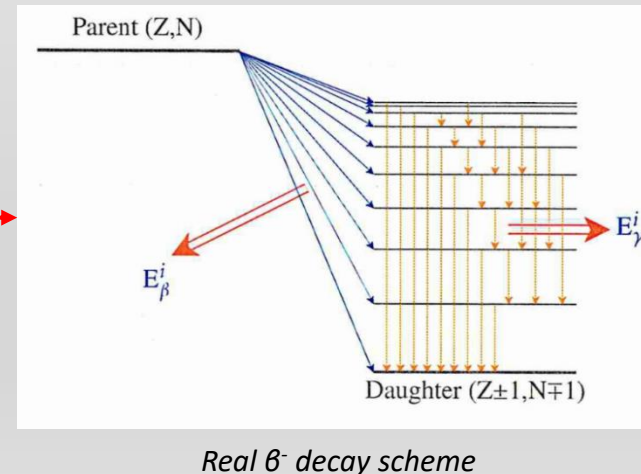 Parent (Z,N)
E^i_β
E^i_γ
Daughter (Z±1,N∓1)
Real β⁻ decay scheme